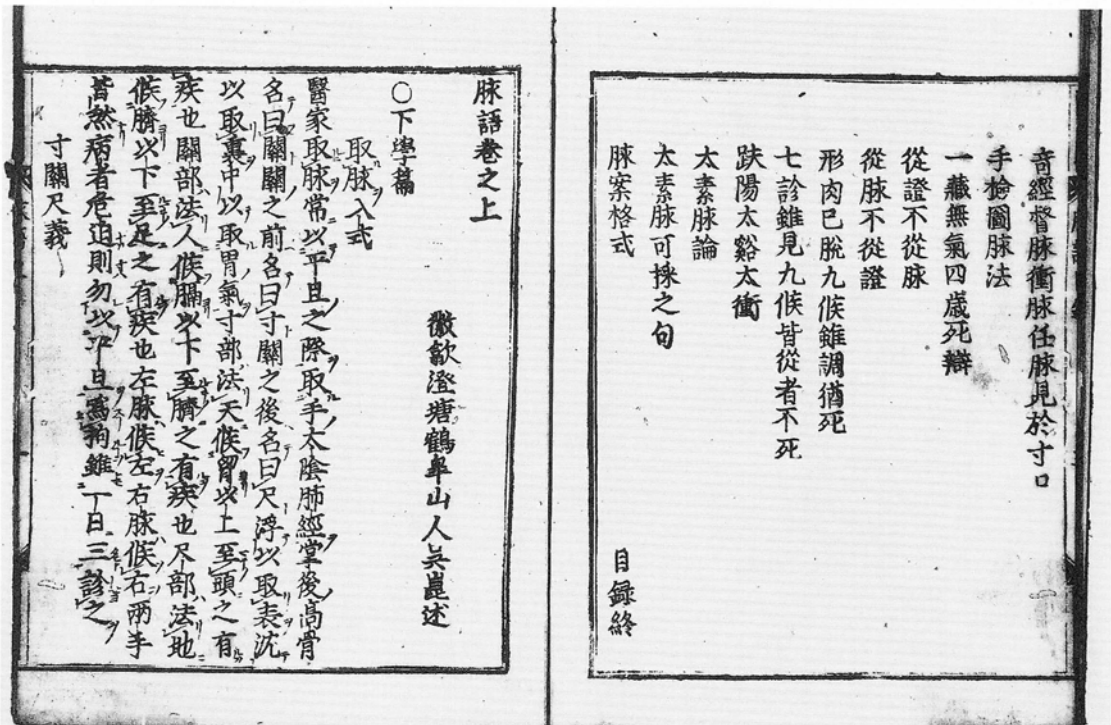 奇經督脉衝脉任脉見於寸口
手檢圖脉法
一藏無氣四歲死辯
從證不從脉
從脉不從證
形肉已脫九候雖調猶死
七診雖見九候皆從者不死
趺陽太谿太衝
太素脉論
太素脉可採之句
脉案格式
目録終
脉語卷之上
徽歙澄塘鶴皐山人吳崑述
○下學篇
取脉入式
醫家取脉常以平旦之際取手太陰肺經掌後高骨
名曰關關之前名曰寸關之後名曰尺浮以取表沈
以取裏中以取胃氣寸部法天候胷以上至頭之有
疾也關部法人候膈以下至臍之有疾也尺部法地
候臍以下至足之有疾也左脉候左右脉候右兩手
皆然病者危迫則勿以平旦爲拘雖一日三診之
寸關尺義